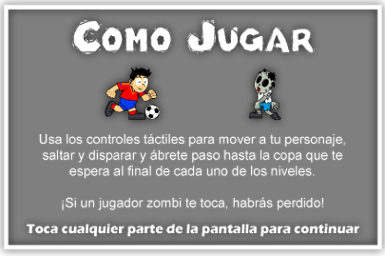 Como Jugar
Usa los controles táctiles para mover a tu personaje,
saltar y disparar y ábrete paso hasta la copa que te
espera al final de cada uno de los niveles.
¡Si un jugador zombi te toca, habrás perdido!
Toca cualquier parte de la pantalla para continuar